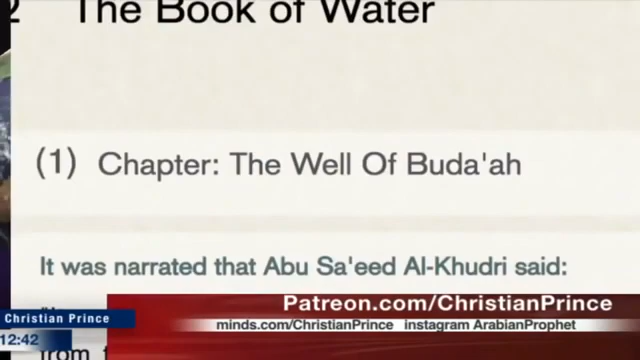 2 The Book of Water
(1) Chapter: The Well Of Buda'ah
It was narrated that Abu Sa'eed Al-Khudri said:
Patreon.com/ChristianPrince
Christian Prince
minds.com/ChristianPrince instagram ArabianProphet
12:42
from